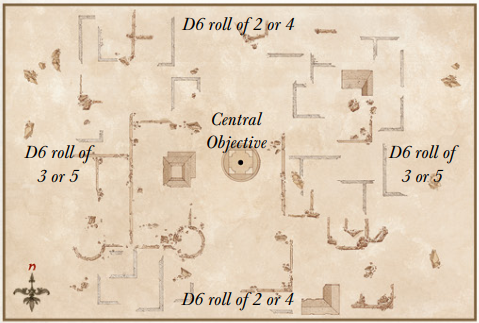 D6 roll of 2 or 4
Central
Objective
D6 roll of
3 or 5
D6 roll of
3 or 5
D6 roll of 2 or 4
n